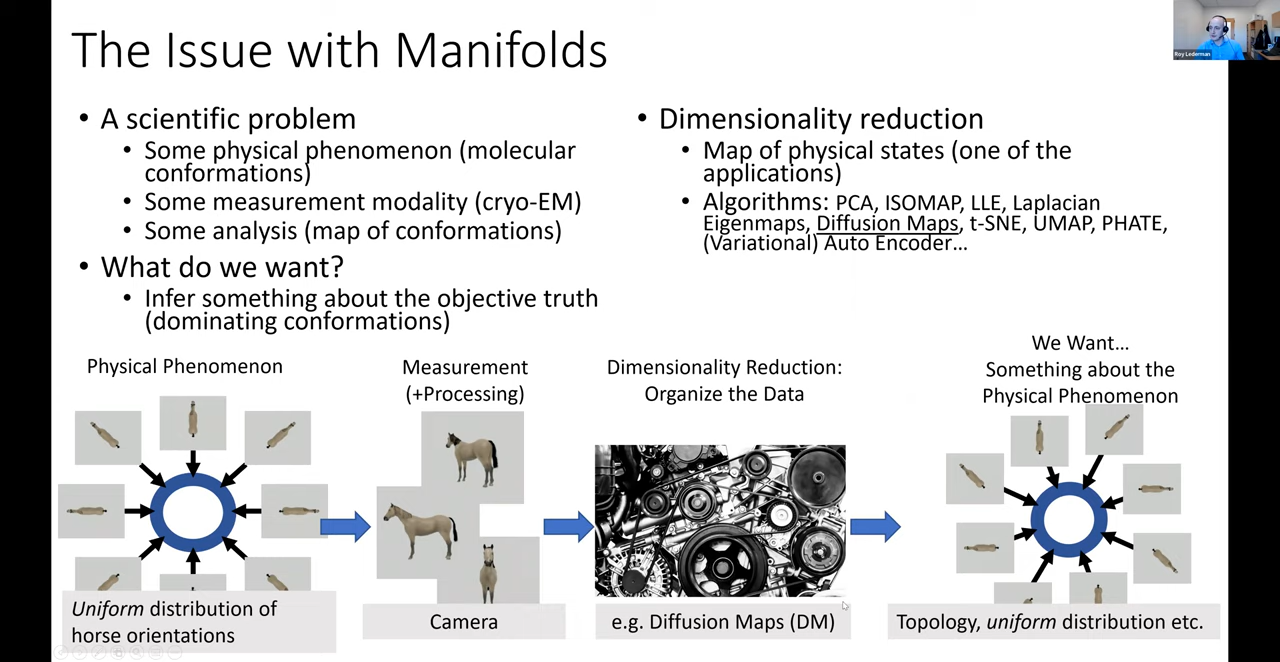 The Issue with Manifolds
Roy Lederman
• A scientific problem
• Some physical phenomenon (molecular
conformations)
• Some measurement modality (cryo-EM)
• Some analysis (map of conformations)
• What do we want?
• Infer something about the objective truth
(dominating conformations)
• Dimensionality reduction
• Map of physical states (one of the
applications)
• Algorithms: PCA, ISOMAP, LLE, Laplacian
Eigenmaps, Diffusion Maps, t-SNE, UMAP, PHATE,
(Variational) Auto Encoder...
Physical Phenomenon
Uniform distribution of
horse orientations
Measurement
(+Processing)
Camera
Dimensionality Reduction:
Organize the Data
e.g. Diffusion Maps (DM)
We Want...
Something about the
Physical Phenomenon
Topology, uniform distribution etc.